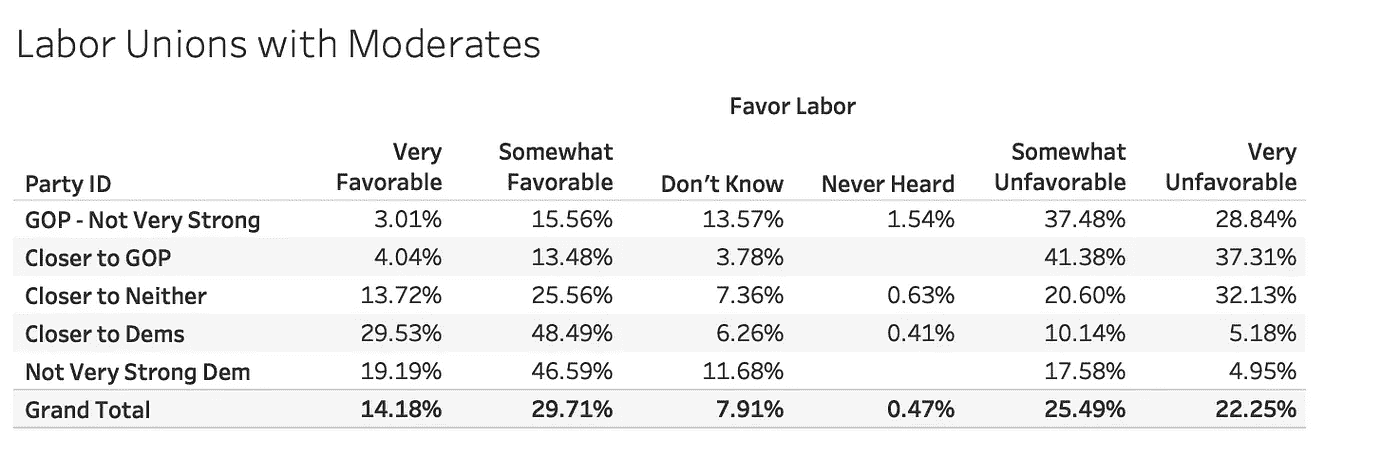 Labor Unions with Moderates
Favor Labor
Very Somewhat Somewhat Very
Party ID Favorable Favorable Don't Know Never Heard Unfavorable Unfavorable
GOP - Not Very Strong 3.01% 15.56% 13.57% 1.54% 37.48% 28.84%
Closer to GOP 4.04% 13.48% 3.78% 41.38% 37.31%
Closer to Neither 13.72% 25.56% 7.36% 0.63% 20.60% 32.13%
Closer to Dems 29.53% 48.49% 6.26% 0.41% 10.14% 5.18%
Not Very Strong Dem 19.19% 46.59% 11.68% 17.58% 4.95%
Grand Total 14.18% 29.71% 7.91% 0.47% 25.49% 22.25%